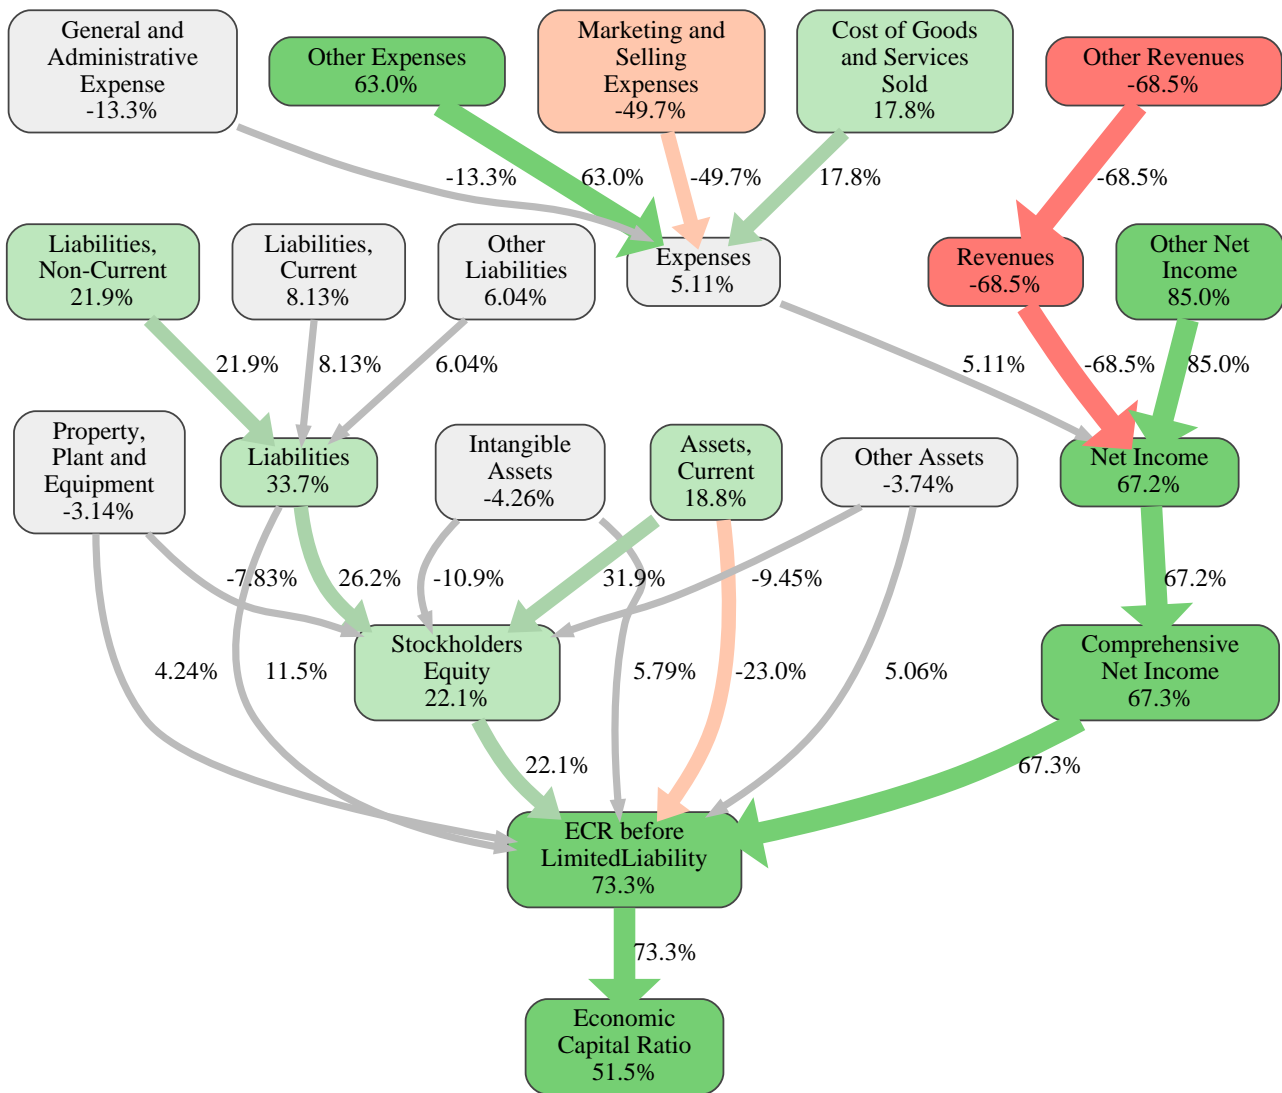 General and
Administrative
Expense
-13.3%
Other Expenses
63.0%
Marketing and
Selling
Expenses
-49.7%
Cost of Goods
and Services
Sold
17.8%
Other Revenues
-68.5%
-13.3%
63.0%
-49.7%
17.8%
-68.5%
Liabilities,
Non-Current
21.9%
Liabilities,
Current
8.13%
Other
Liabilities
6.04%
Expenses
5.11%
Revenues
-68.5%
Other Net
Income
85.0%
21.9%
8.13%
6.04%
5.11%
-68.5%
85.0%
Property,
Plant and
Equipment
-3.14%
Liabilities
33.7%
Intangible
Assets
-4.26%
Assets,
Current
18.8%
Other Assets
-3.74%
Net Income
67.2%
-7.83%
26.2%
-10.9%
31.9%
-9.45%
67.2%
4.24%
11.5%
Stockholders
Equity
22.1%
5.79%
-23.0%
5.06%
Comprehensive
Net Income
67.3%
22.1%
67.3%
ECR before
LimitedLiability
73.3%
73.3%
Economic
Capital Ratio
51.5%